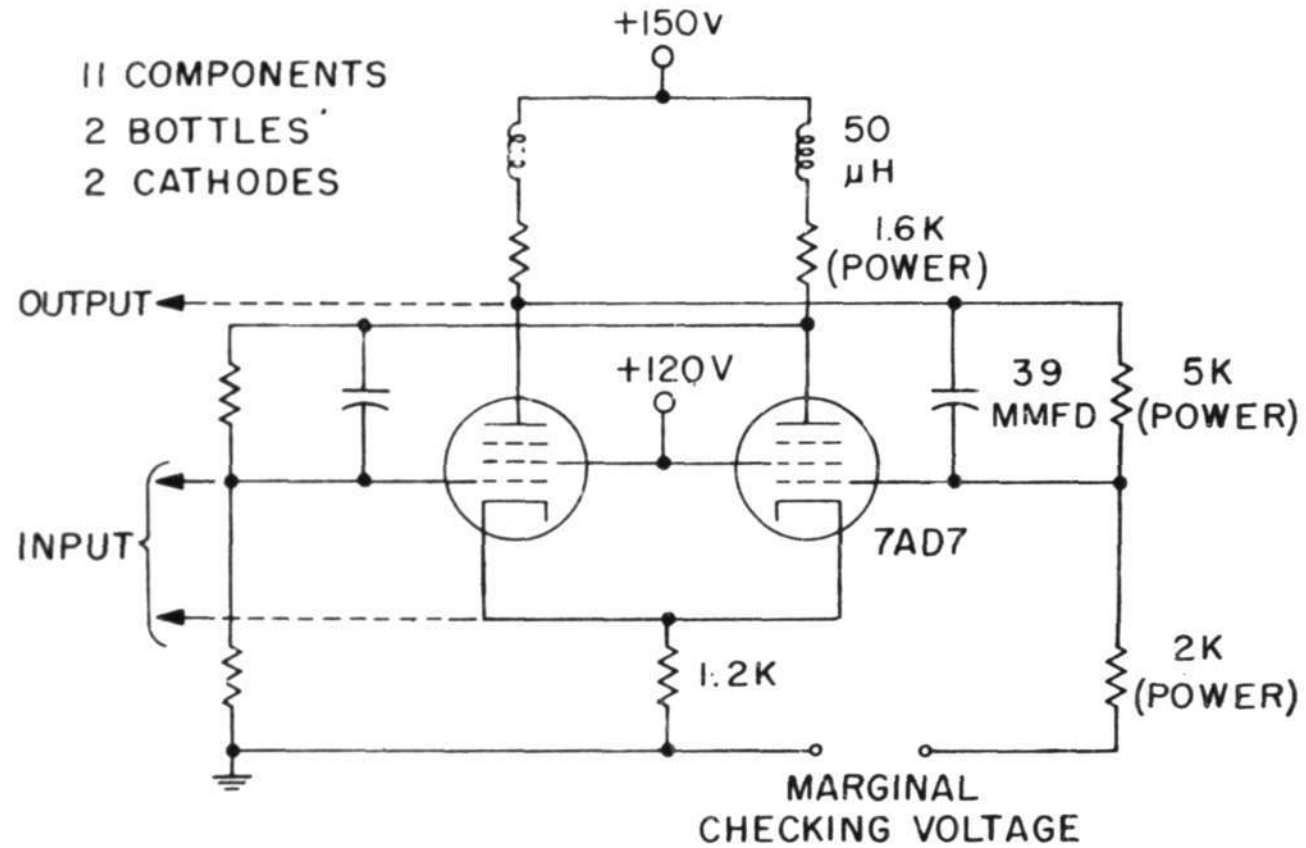 +150V
11 COMPONENTS
2 BOTTLES
2 CATHODES
50
µH
1.6K
(POWER)
OUTPUT
+120V
39
MMFD
5K
(POWER)
INPUT
7AD7
1.2K
2K
(POWER)
MARGINAL
CHECKING VOLTAGE